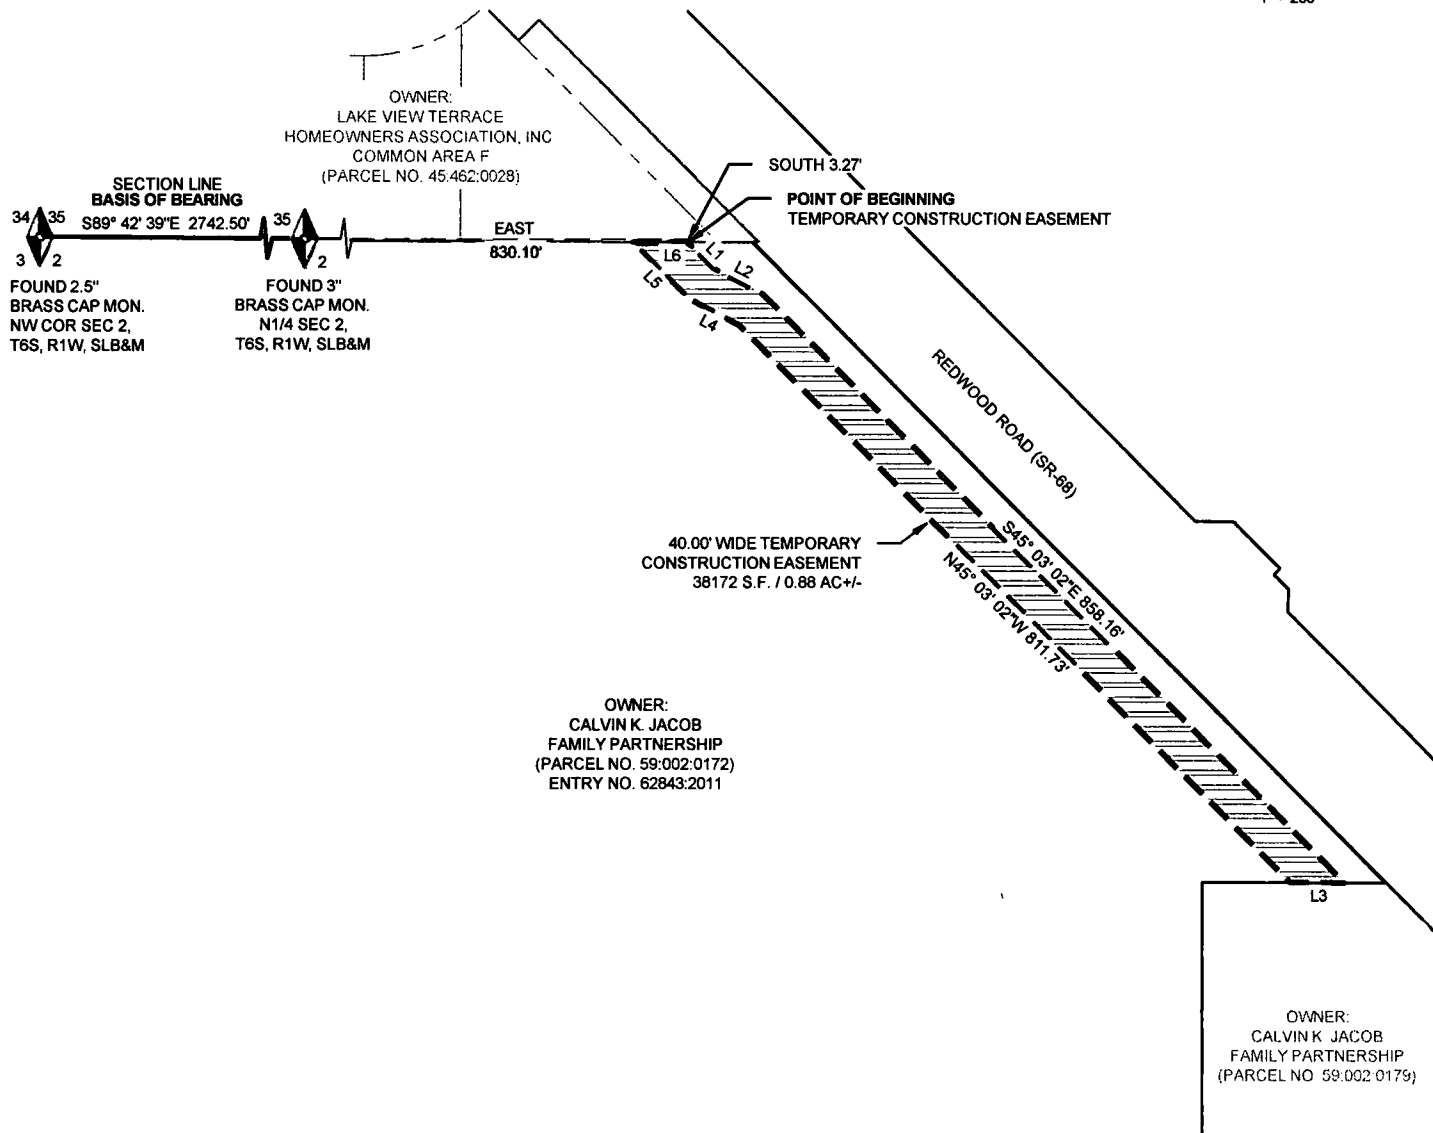 OWNER:
LAKE VIEW TERRACE
HOMEOWNERS ASSOCIATION, INC
COMMON AREA F
(PARCEL NO. 45:462:0028)
SOUTH 3.27'
POINT OF BEGINNING
TEMPORARY CONSTRUCTION EASEMENT
SECTION LINE
BASIS OF BEARING
34 35
S89° 42' 39"E 2742.50'
35
EAST
830.10'
3 2
2
L6
L1
L2
L5
L4
FOUND 2.5"
BRASS CAP MON.
NW COR SEC 2,
T6S, R1W, SLB&M
FOUND 3"
BRASS CAP MON.
N1/4 SEC 2,
T6S, R1W, SLB&M
REDWOOD ROAD (SR-68)
40.00' WIDE TEMPORARY
CONSTRUCTION EASEMENT
38172 S.F. / 0.88 AC+/-
S45° 03' 02"E 858.16'
N45° 03' 02"W 811.73'
OWNER:
CALVIN K. JACOB
FAMILY PARTNERSHIP
(PARCEL NO. 59:002:0172)
ENTRY NO. 62843:2011
L3
OWNER:
CALVIN K JACOB
FAMILY PARTNERSHIP
(PARCEL NO 59:002:0179)